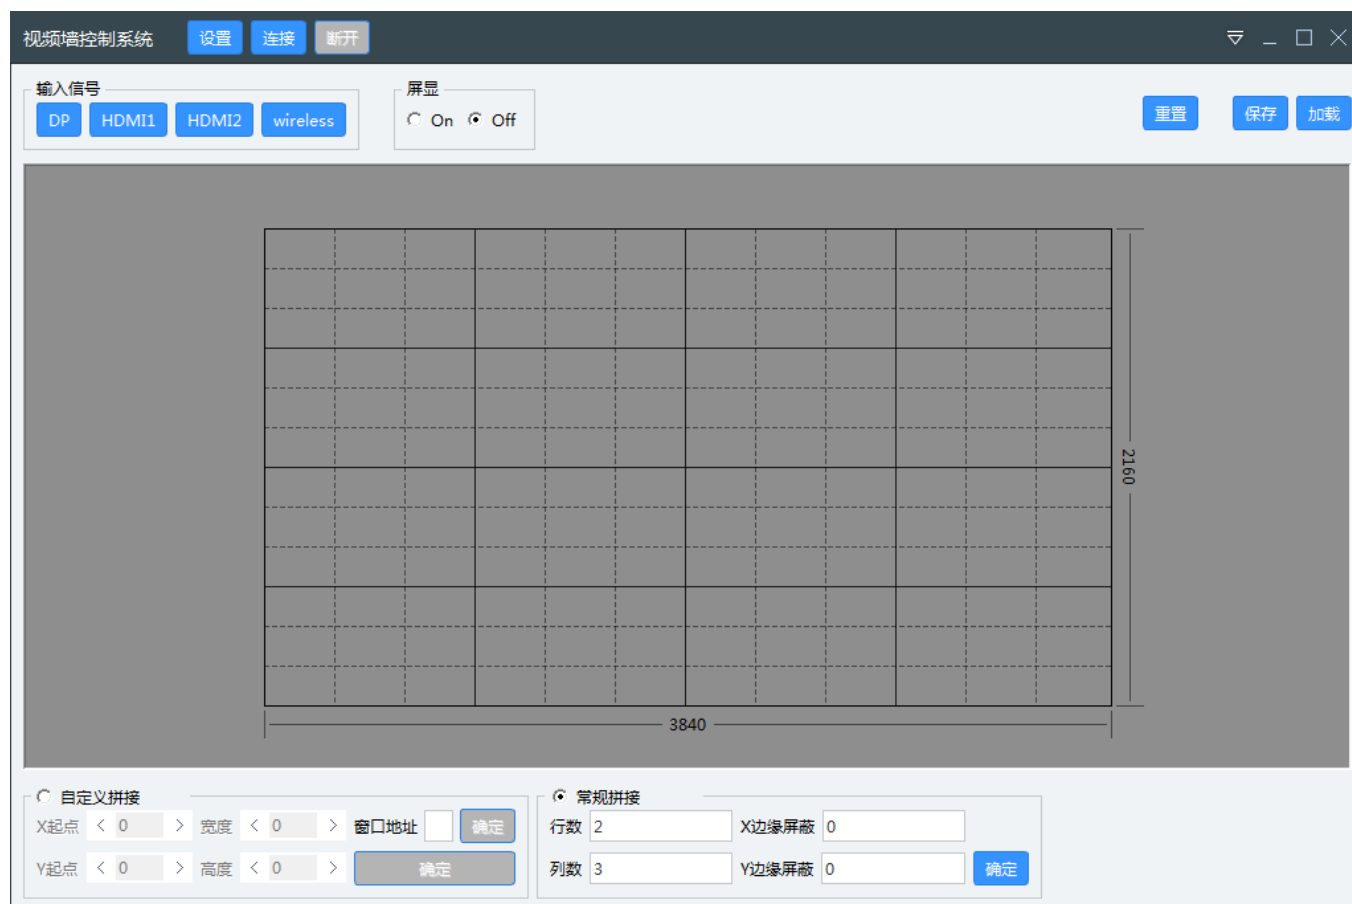 视频墙控制系统 设置 连接 断开
输入信号 屏显
DP HDMI1 HDMI2 wireless On Off 重置 保存 加载
2160
3840
自定义拼接 常规拼接
X起点 < 0 > 宽度 < 0 > 窗口地址 确定 行数 2 X边缘屏蔽 0
Y起点 < 0 > 高度 < 0 > 确定 列数 3 Y边缘屏蔽 0 确定